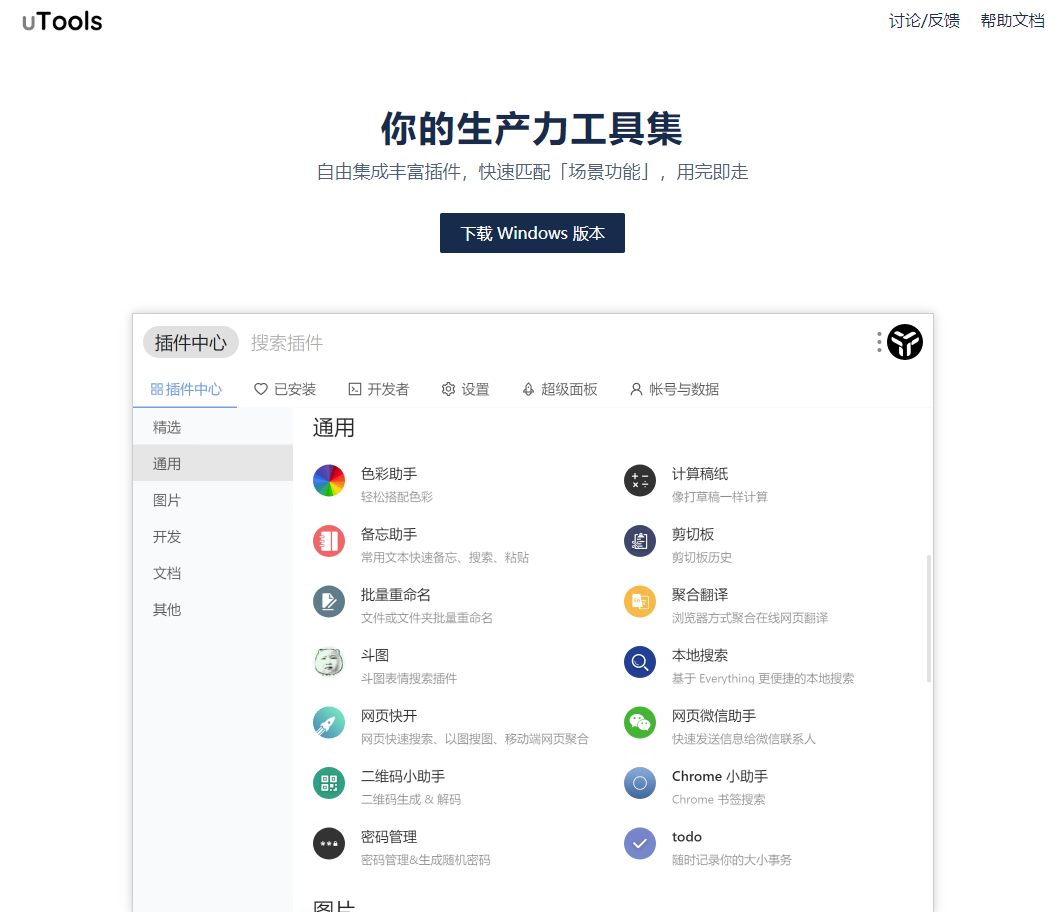 uTools
讨论/反馈 帮助文档
你的生产力工具集
自由集成丰富插件，快速匹配「场景功能」，用完即走
下载 Windows 版本
插件中心 搜索插件
插件中心 已安装 开发者 设置 超级面板 帐号与数据
精选
通用
图片
开发
文档
其他
通用
色彩助手
轻松搭配色彩
计算稿纸
像打草稿一样计算
备忘助手
常用文本快速备忘、搜索、粘贴
剪切板
剪切板历史
批量重命名
文件或文件夹批量重命名
聚合翻译
浏览器方式聚合在线网页翻译
斗图
斗图表情搜索插件
本地搜索
基于 Everything 更便捷的本地搜索
网页快开
网页快速搜索、以图搜图、移动端网页聚合
网页微信助手
快速发送信息给微信联系人
二维码小助手
二维码生成 & 解码
Chrome 小助手
Chrome 书签搜索
密码管理
密码管理&生成随机密码
todo
随时记录你的大小事务
图片